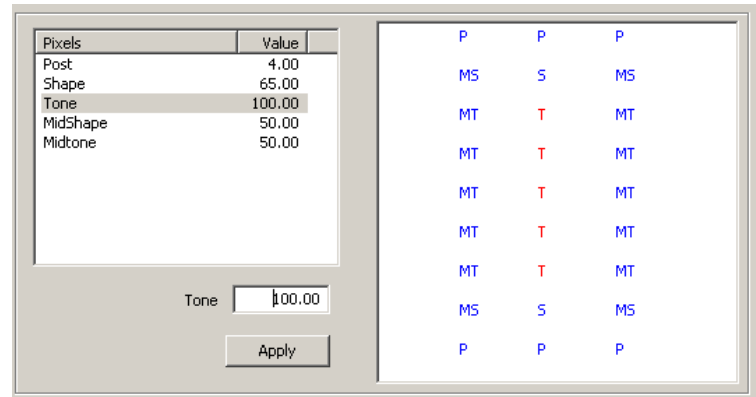 Pixels Value
Post 4.00
Shape 65.00
Tone 100.00
MidShape 50.00
Midtone 50.00
Tone 100.00
Apply
P P P
MS S MS
MT T MT
MT T MT
MT T MT
MT T MT
MT T MT
MS S MS
P P P